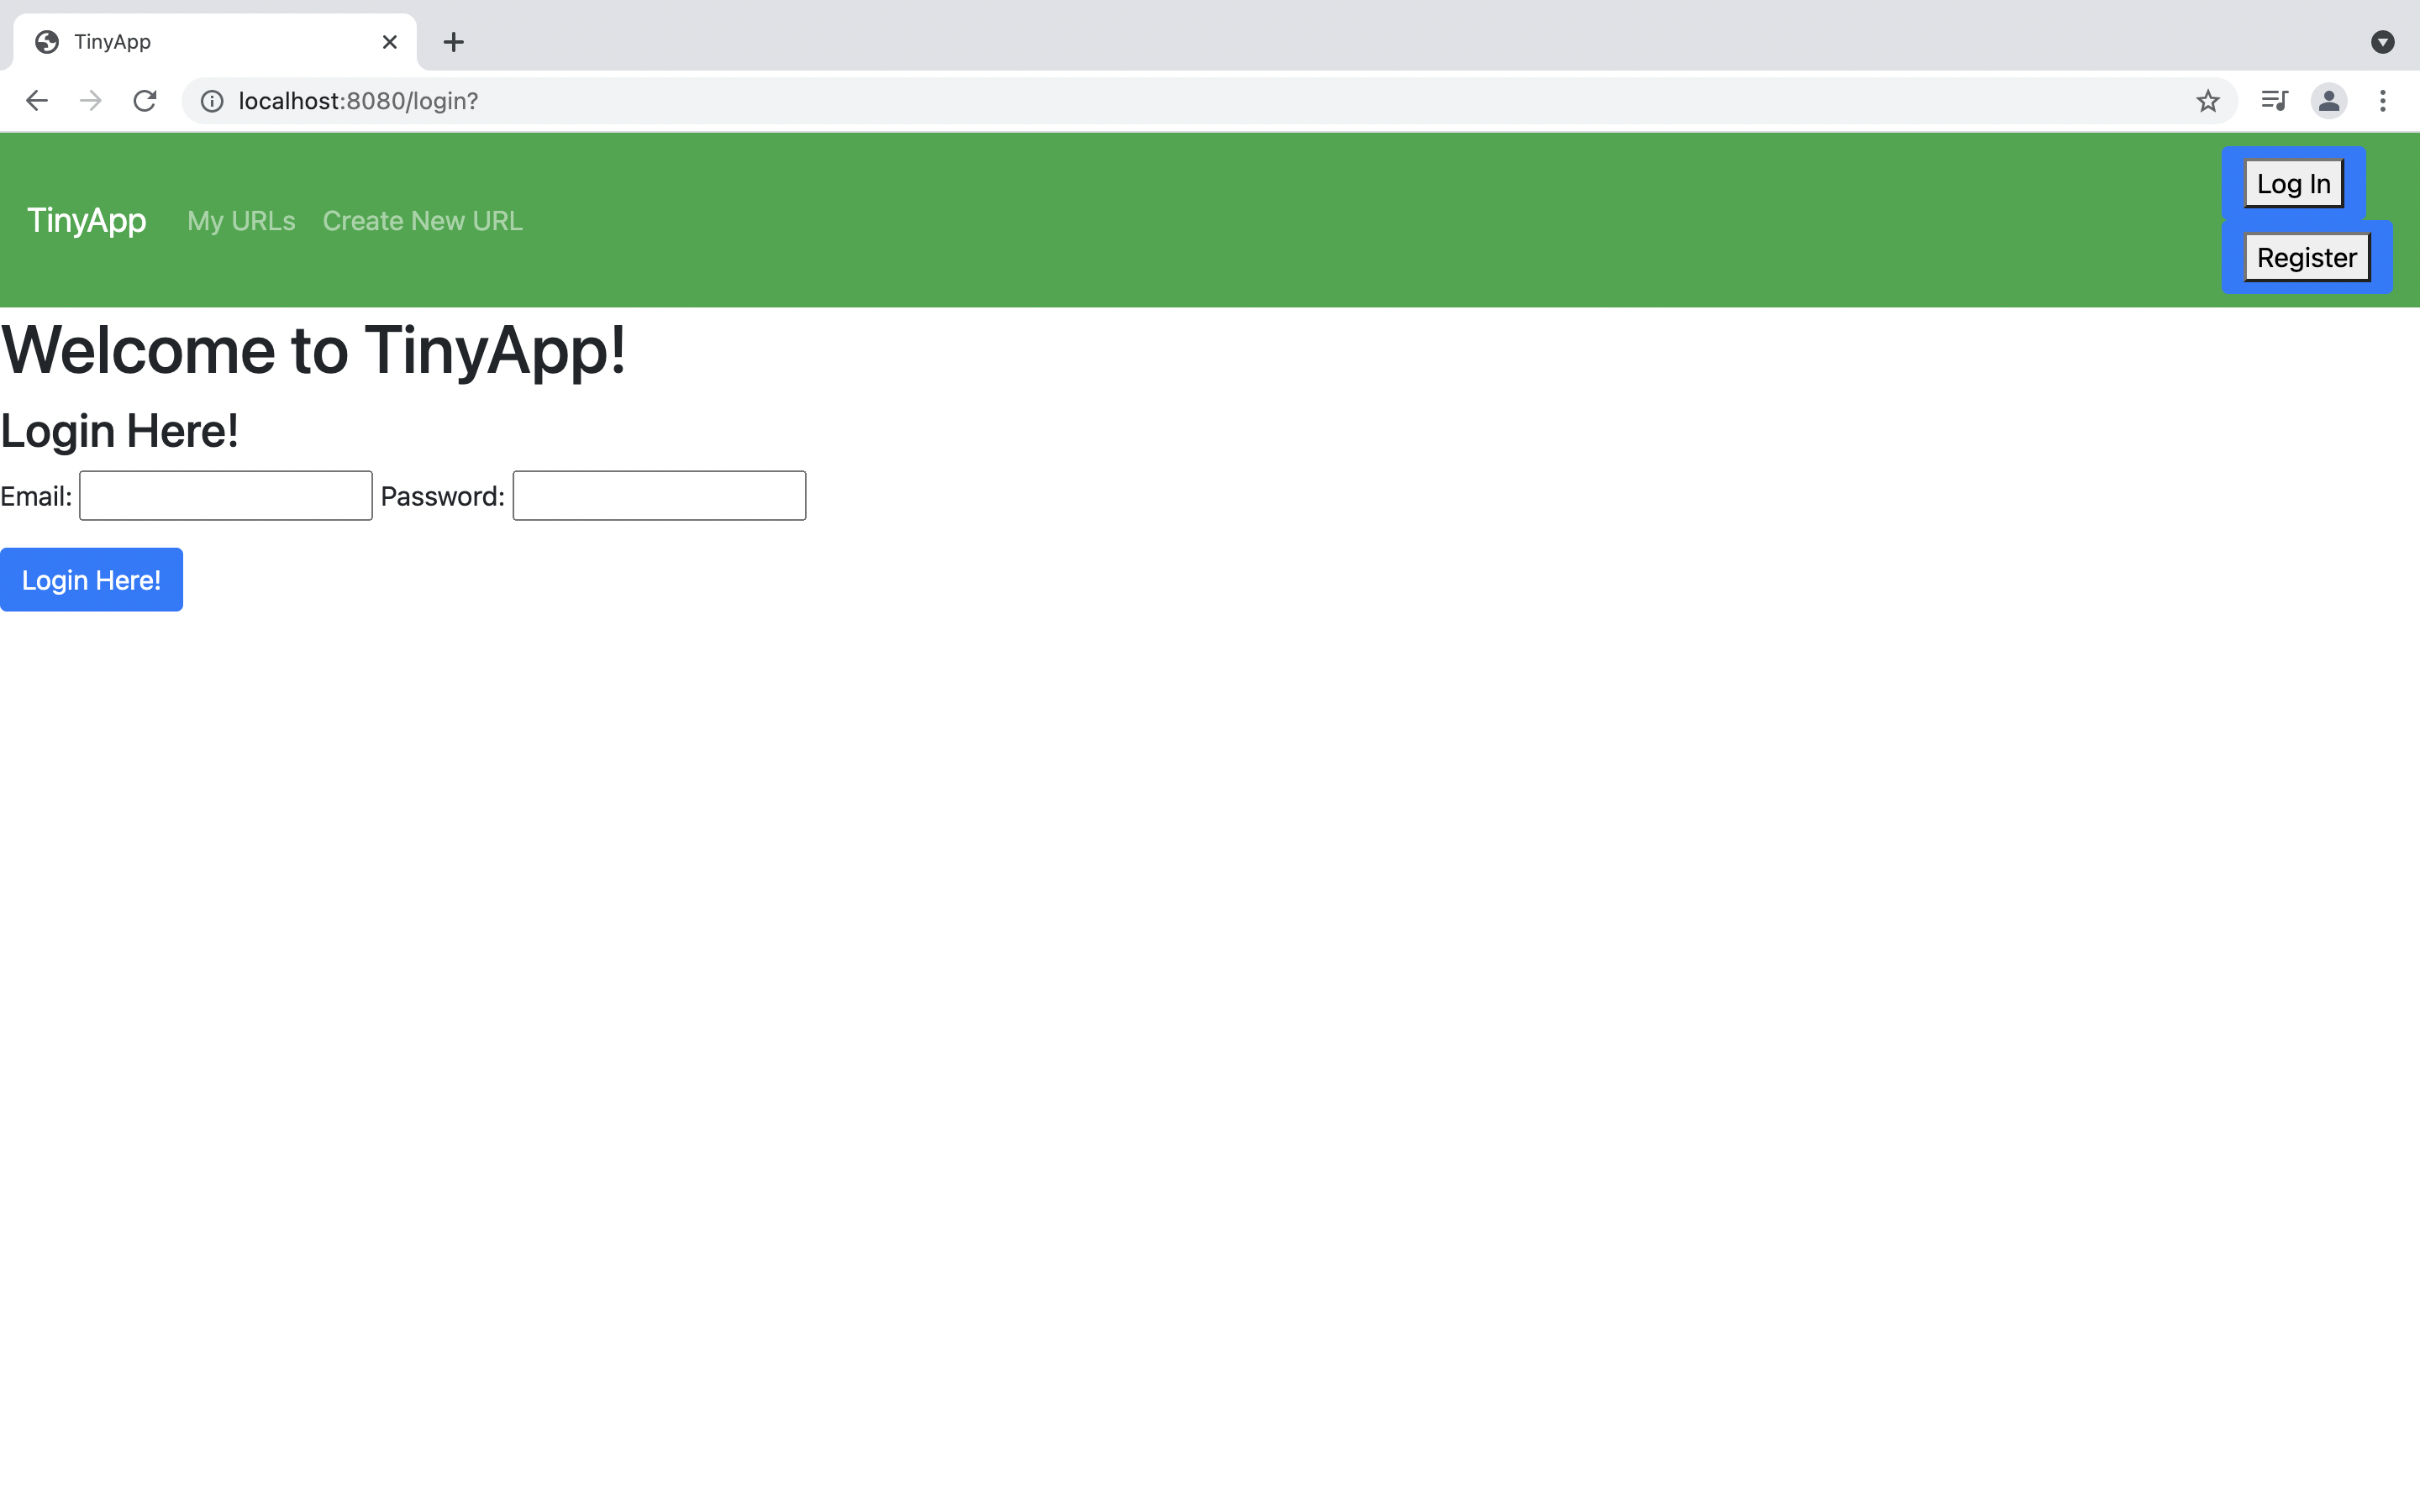 TinyApp
localhost:8080/login?
TinyApp My URLs Create New URL
Log In
Register
Welcome to TinyApp!
Login Here!
Email: Password:
Login Here!